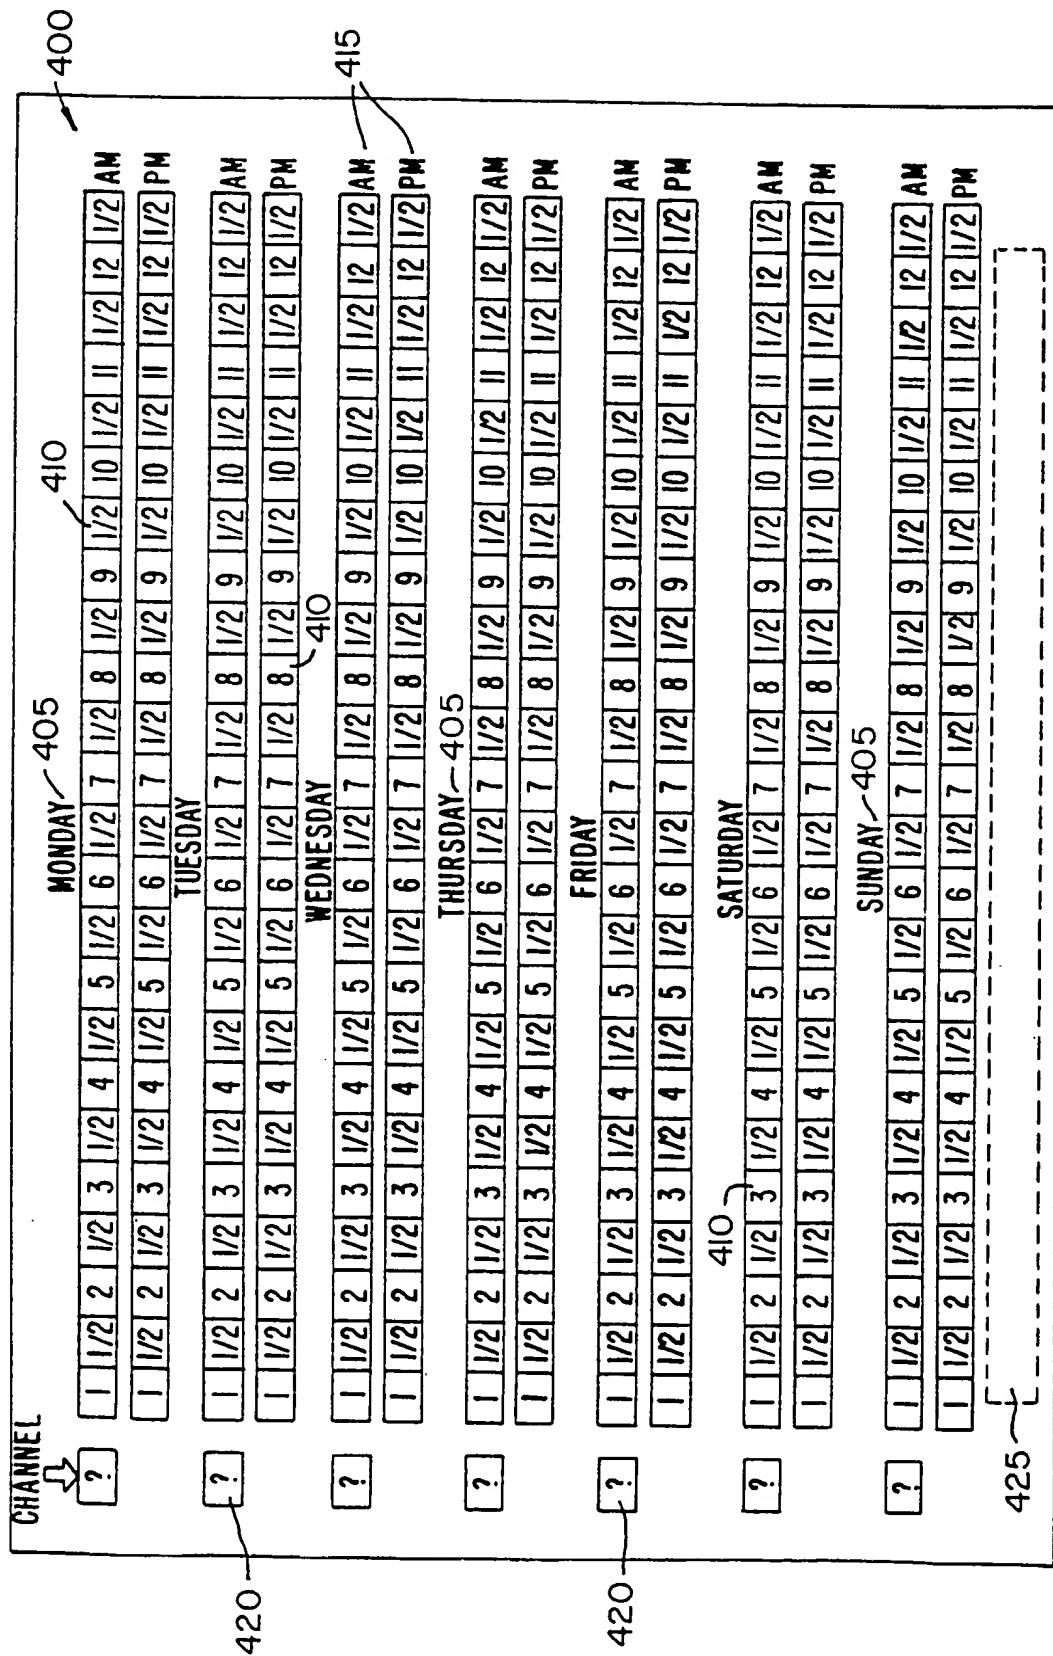 400
CHANNEL
MONDAY 405
410
? 1 1/2 2 1/2 3 1/2 4 1/2 5 1/2 6 1/2 7 1/2 8 1/2 9 1/2 10 1/2 11 1/2 12 1/2 AM
1 1/2 2 1/2 3 1/2 4 1/2 5 1/2 6 1/2 7 1/2 8 1/2 9 1/2 10 1/2 11 1/2 12 1/2 PM
TUESDAY
420 ? 1 1/2 2 1/2 3 1/2 4 1/2 5 1/2 6 1/2 7 1/2 8 1/2 9 1/2 10 1/2 11 1/2 12 1/2 AM
1 1/2 2 1/2 3 1/2 4 1/2 5 1/2 6 1/2 7 1/2 8 1/2 9 1/2 10 1/2 11 1/2 12 1/2 PM
WEDNESDAY 410
415
? 1 1/2 2 1/2 3 1/2 4 1/2 5 1/2 6 1/2 7 1/2 8 1/2 9 1/2 10 1/2 11 1/2 12 1/2 AM
1 1/2 2 1/2 3 1/2 4 1/2 5 1/2 6 1/2 7 1/2 8 1/2 9 1/2 10 1/2 11 1/2 12 1/2 PM
THURSDAY 405
? 1 1/2 2 1/2 3 1/2 4 1/2 5 1/2 6 1/2 7 1/2 8 1/2 9 1/2 10 1/2 11 1/2 12 1/2 AM
1 1/2 2 1/2 3 1/2 4 1/2 5 1/2 6 1/2 7 1/2 8 1/2 9 1/2 10 1/2 11 1/2 12 1/2 PM
FRIDAY
420 ? 1 1/2 2 1/2 3 1/2 4 1/2 5 1/2 6 1/2 7 1/2 8 1/2 9 1/2 10 1/2 11 1/2 12 1/2 AM
1 1/2 2 1/2 3 1/2 4 1/2 5 1/2 6 1/2 7 1/2 8 1/2 9 1/2 10 1/2 11 1/2 12 1/2 PM
410 SATURDAY
? 1 1/2 2 1/2 3 1/2 4 1/2 5 1/2 6 1/2 7 1/2 8 1/2 9 1/2 10 1/2 11 1/2 12 1/2 AM
1 1/2 2 1/2 3 1/2 4 1/2 5 1/2 6 1/2 7 1/2 8 1/2 9 1/2 10 1/2 11 1/2 12 1/2 PM
SUNDAY 405
? 1 1/2 2 1/2 3 1/2 4 1/2 5 1/2 6 1/2 7 1/2 8 1/2 9 1/2 10 1/2 11 1/2 12 1/2 AM
1 1/2 2 1/2 3 1/2 4 1/2 5 1/2 6 1/2 7 1/2 8 1/2 9 1/2 10 1/2 11 1/2 12 1/2 PM
425